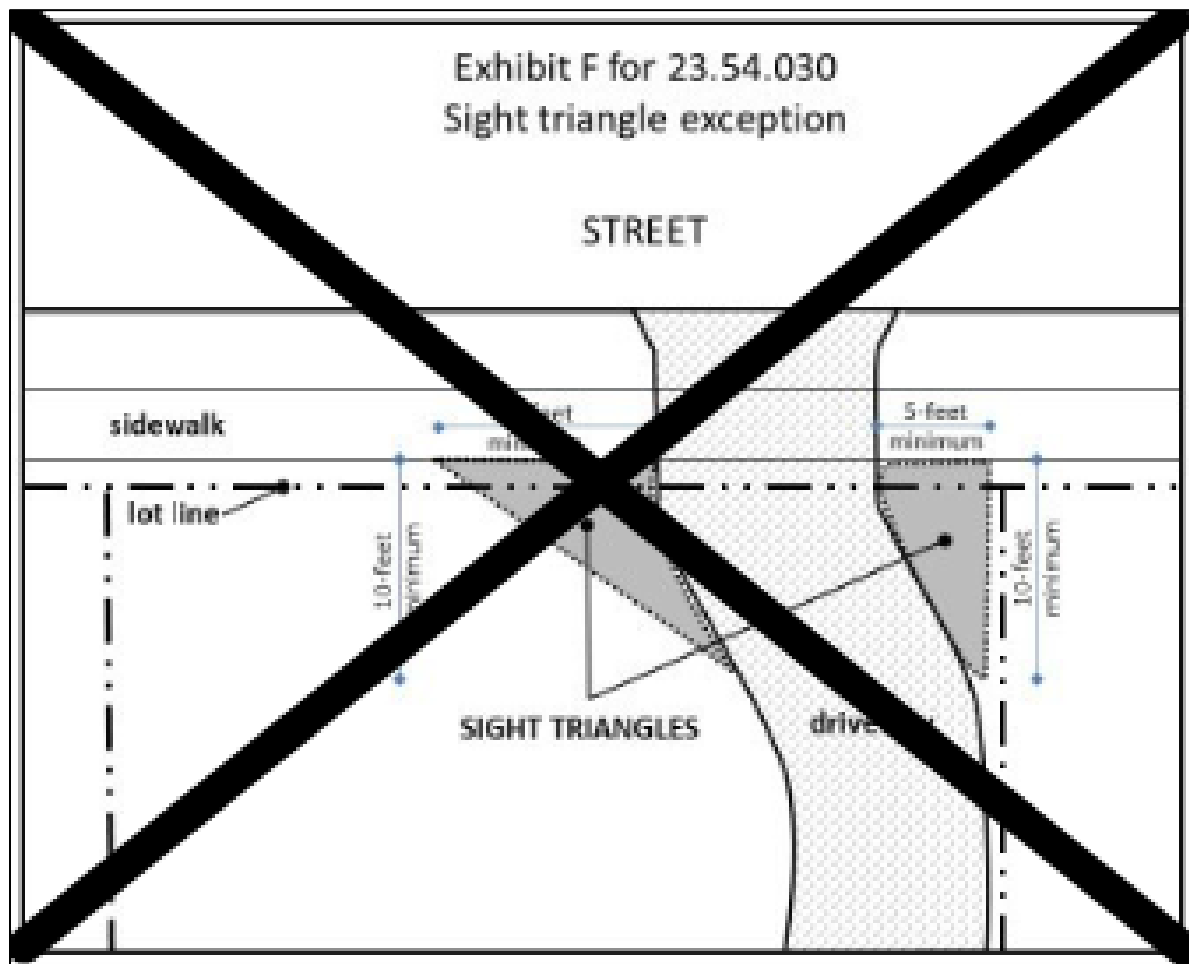 Exhibit F for 23.54.030
Sight triangle exception
STREET
sidewalk
5-feet
minimum
lot line
10-feet
minimum
10-feet
minimum
SIGHT TRIANGLES